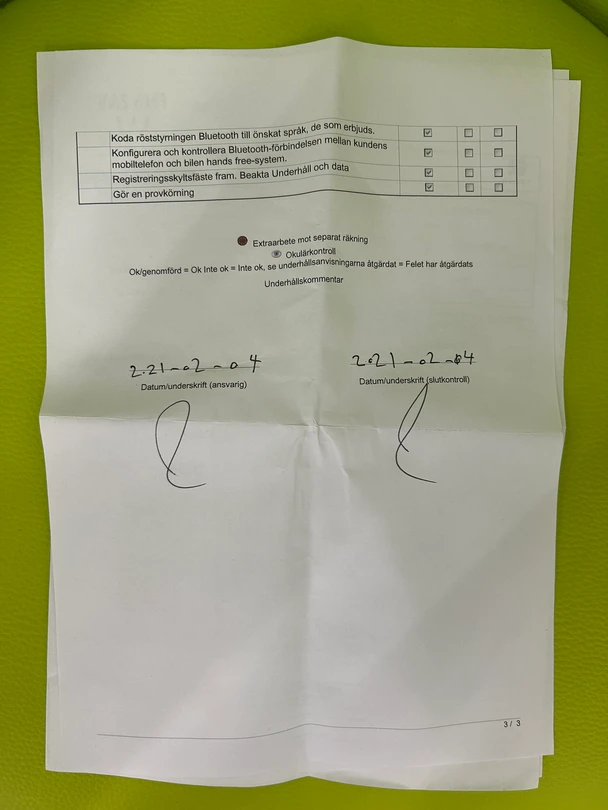 Koda röststyrningen Bluetooth till önskat språk, de som erbjuds.
Konfigurera och kontrollera Bluetooth-förbindelsen mellan kundens
mobiltelefon och bilen hands free-system.
Registreringsskyltsfäste fram. Beakta Underhåll och data
Gör en provkörning
Extraarbete mot separat räkning
Okulärkontroll
Ok/genomförd = Ok Inte ok = Inte ok, se underhållsanvisningarna åtgärdat = Felet har åtgärdats
Underhållskommentar
2021-02-04 2021-02-04
Datum/underskrift (ansvarig) Datum/underskrift (slutkontroll)
3 / 3